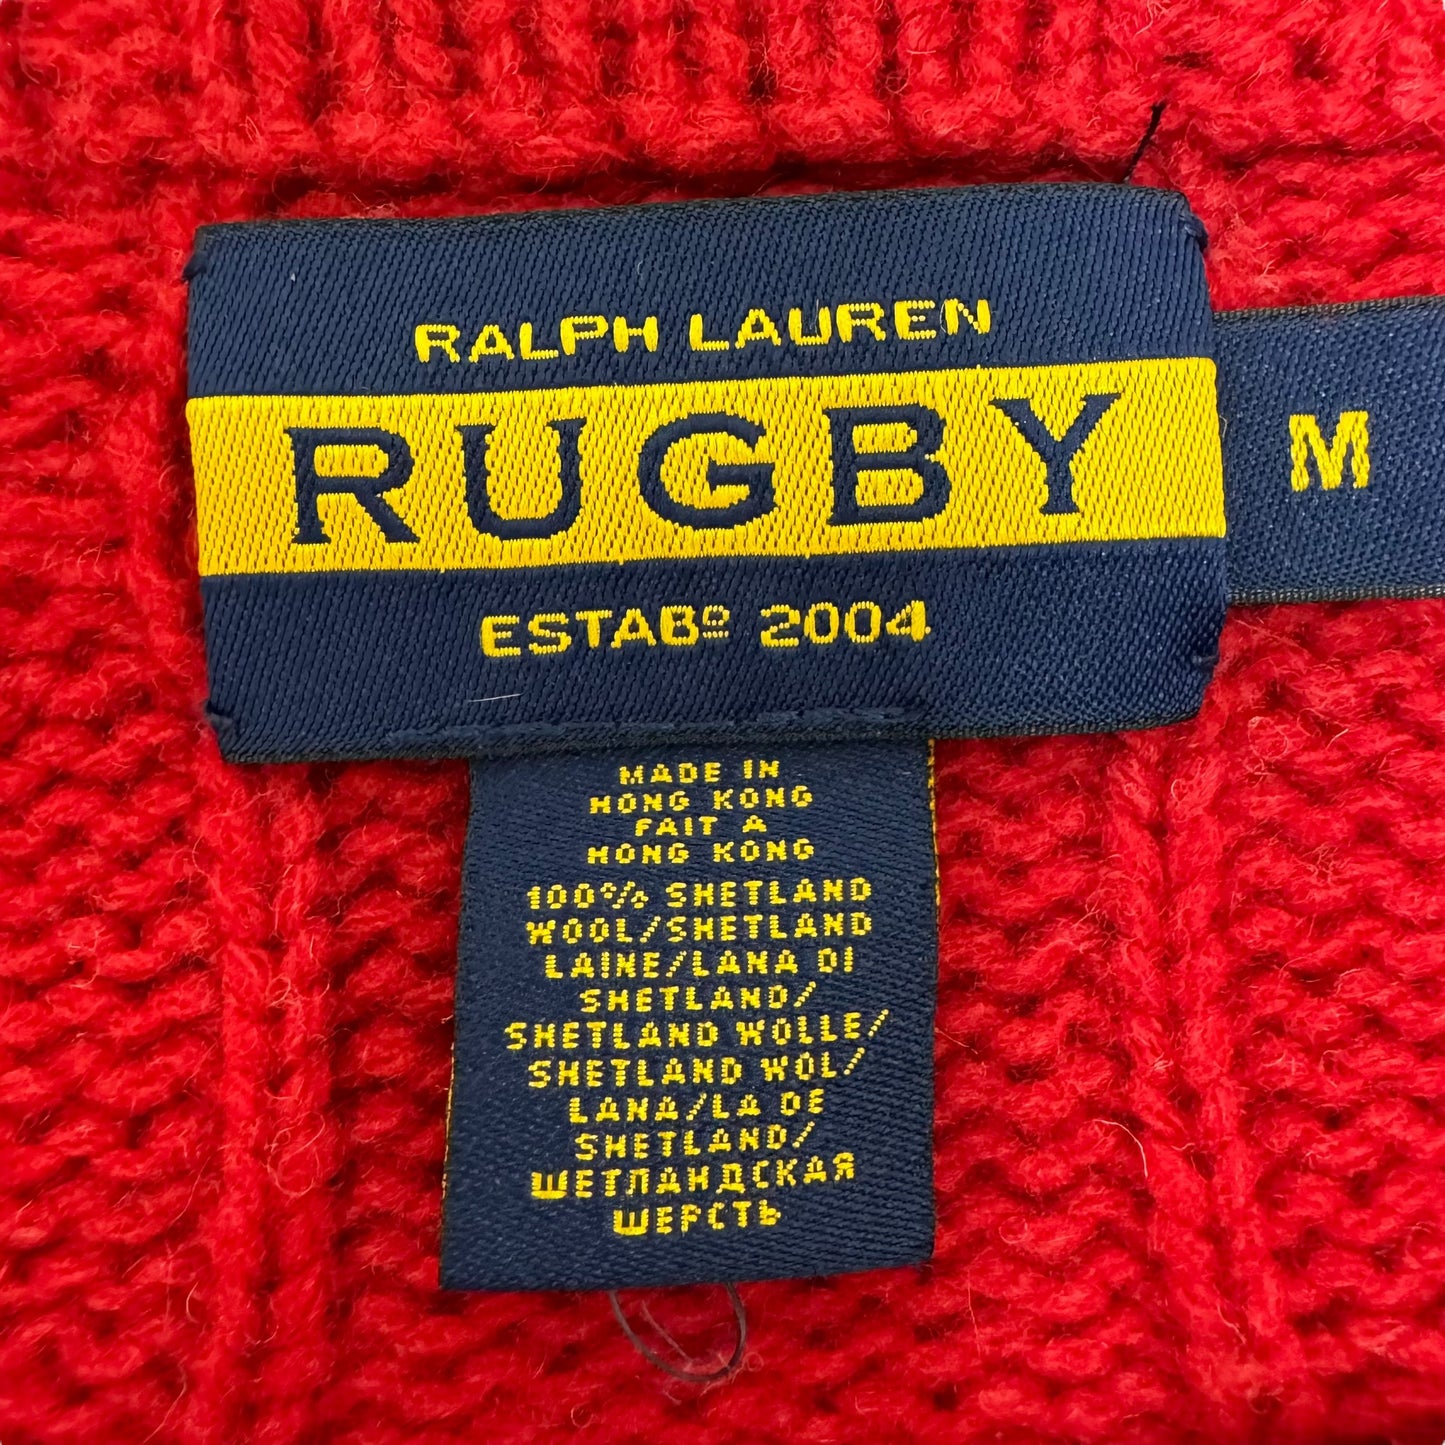 RALPH LAUREN
RUGBY
M
ESTABº 2004
MADE IN
HONG KONG
FAIT A
HONG KONG
100% SHETLAND
WOOL/SHETLAND
LAINE/LANA DI
SHETLAND/
SHETLAND WOLLE/
SHETLAND WOL/
LANA/LA DE
SHETLAND/
ШЕТЛАНДСКАЯ
ШЕРСТЬ